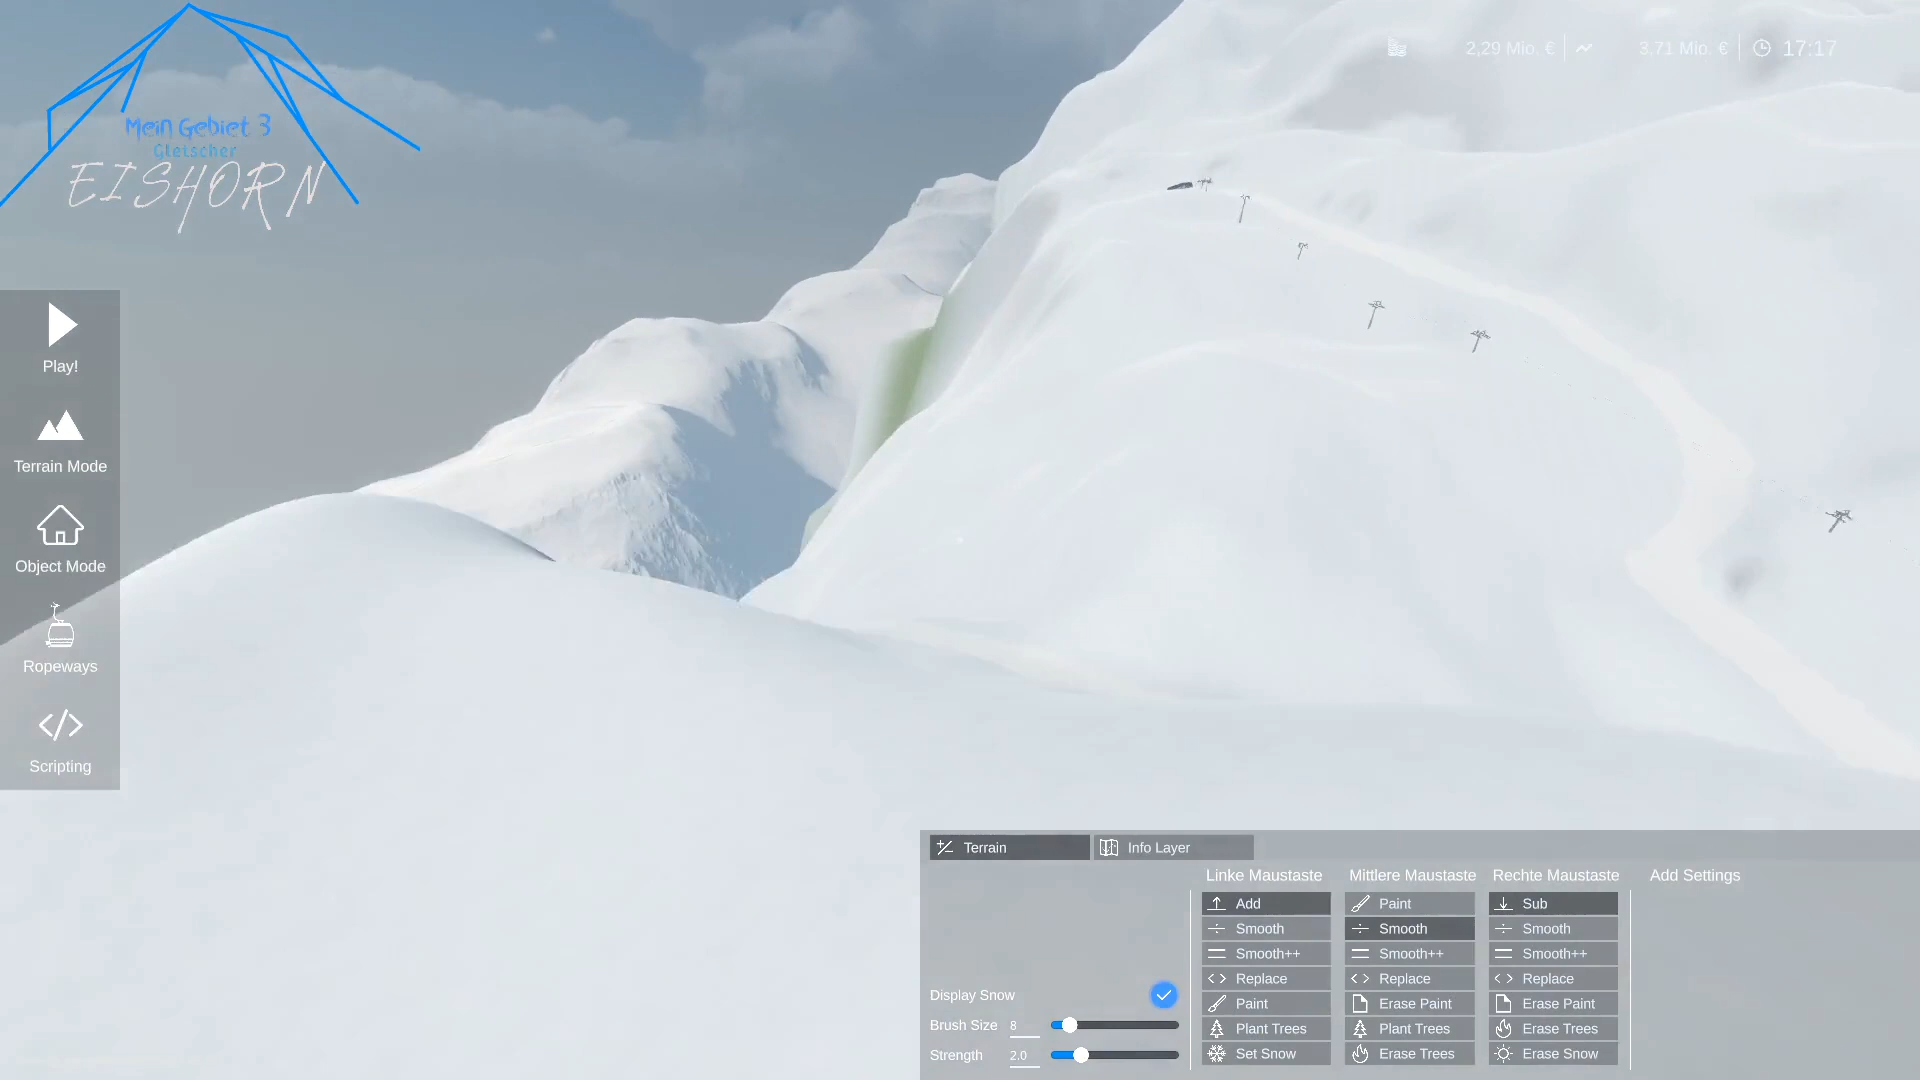 Mein Gebiet 3
Gletscher
EISHORN
2,29 Mio. €
3,71 Mio. €
17:17
Play!
Terrain Mode
Object Mode
Ropeways
Scripting
Terrain
Info Layer
Linke Maustaste
Mittlere Maustaste
Rechte Maustaste
Add Settings
Add
Paint
Sub
Smooth
Smooth
Smooth
Smooth++
Smooth++
Smooth++
Replace
Replace
Replace
Display Snow
Paint
Erase Paint
Erase Paint
Brush Size 8
Plant Trees
Plant Trees
Erase Trees
Strength 2.0
Set Snow
Erase Trees
Erase Snow